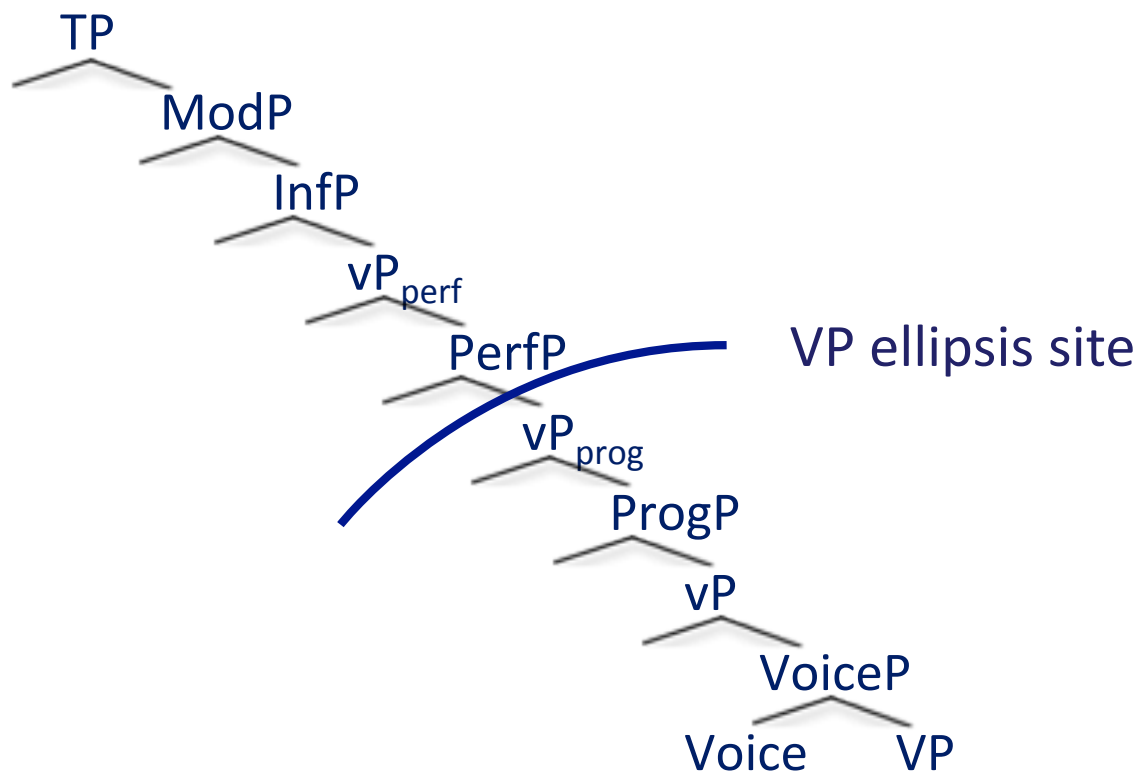 TP
ModP
InfP
vPperf
PerfP
VP ellipsis site
vPprog
ProgP
vP
VoiceP
Voice VP